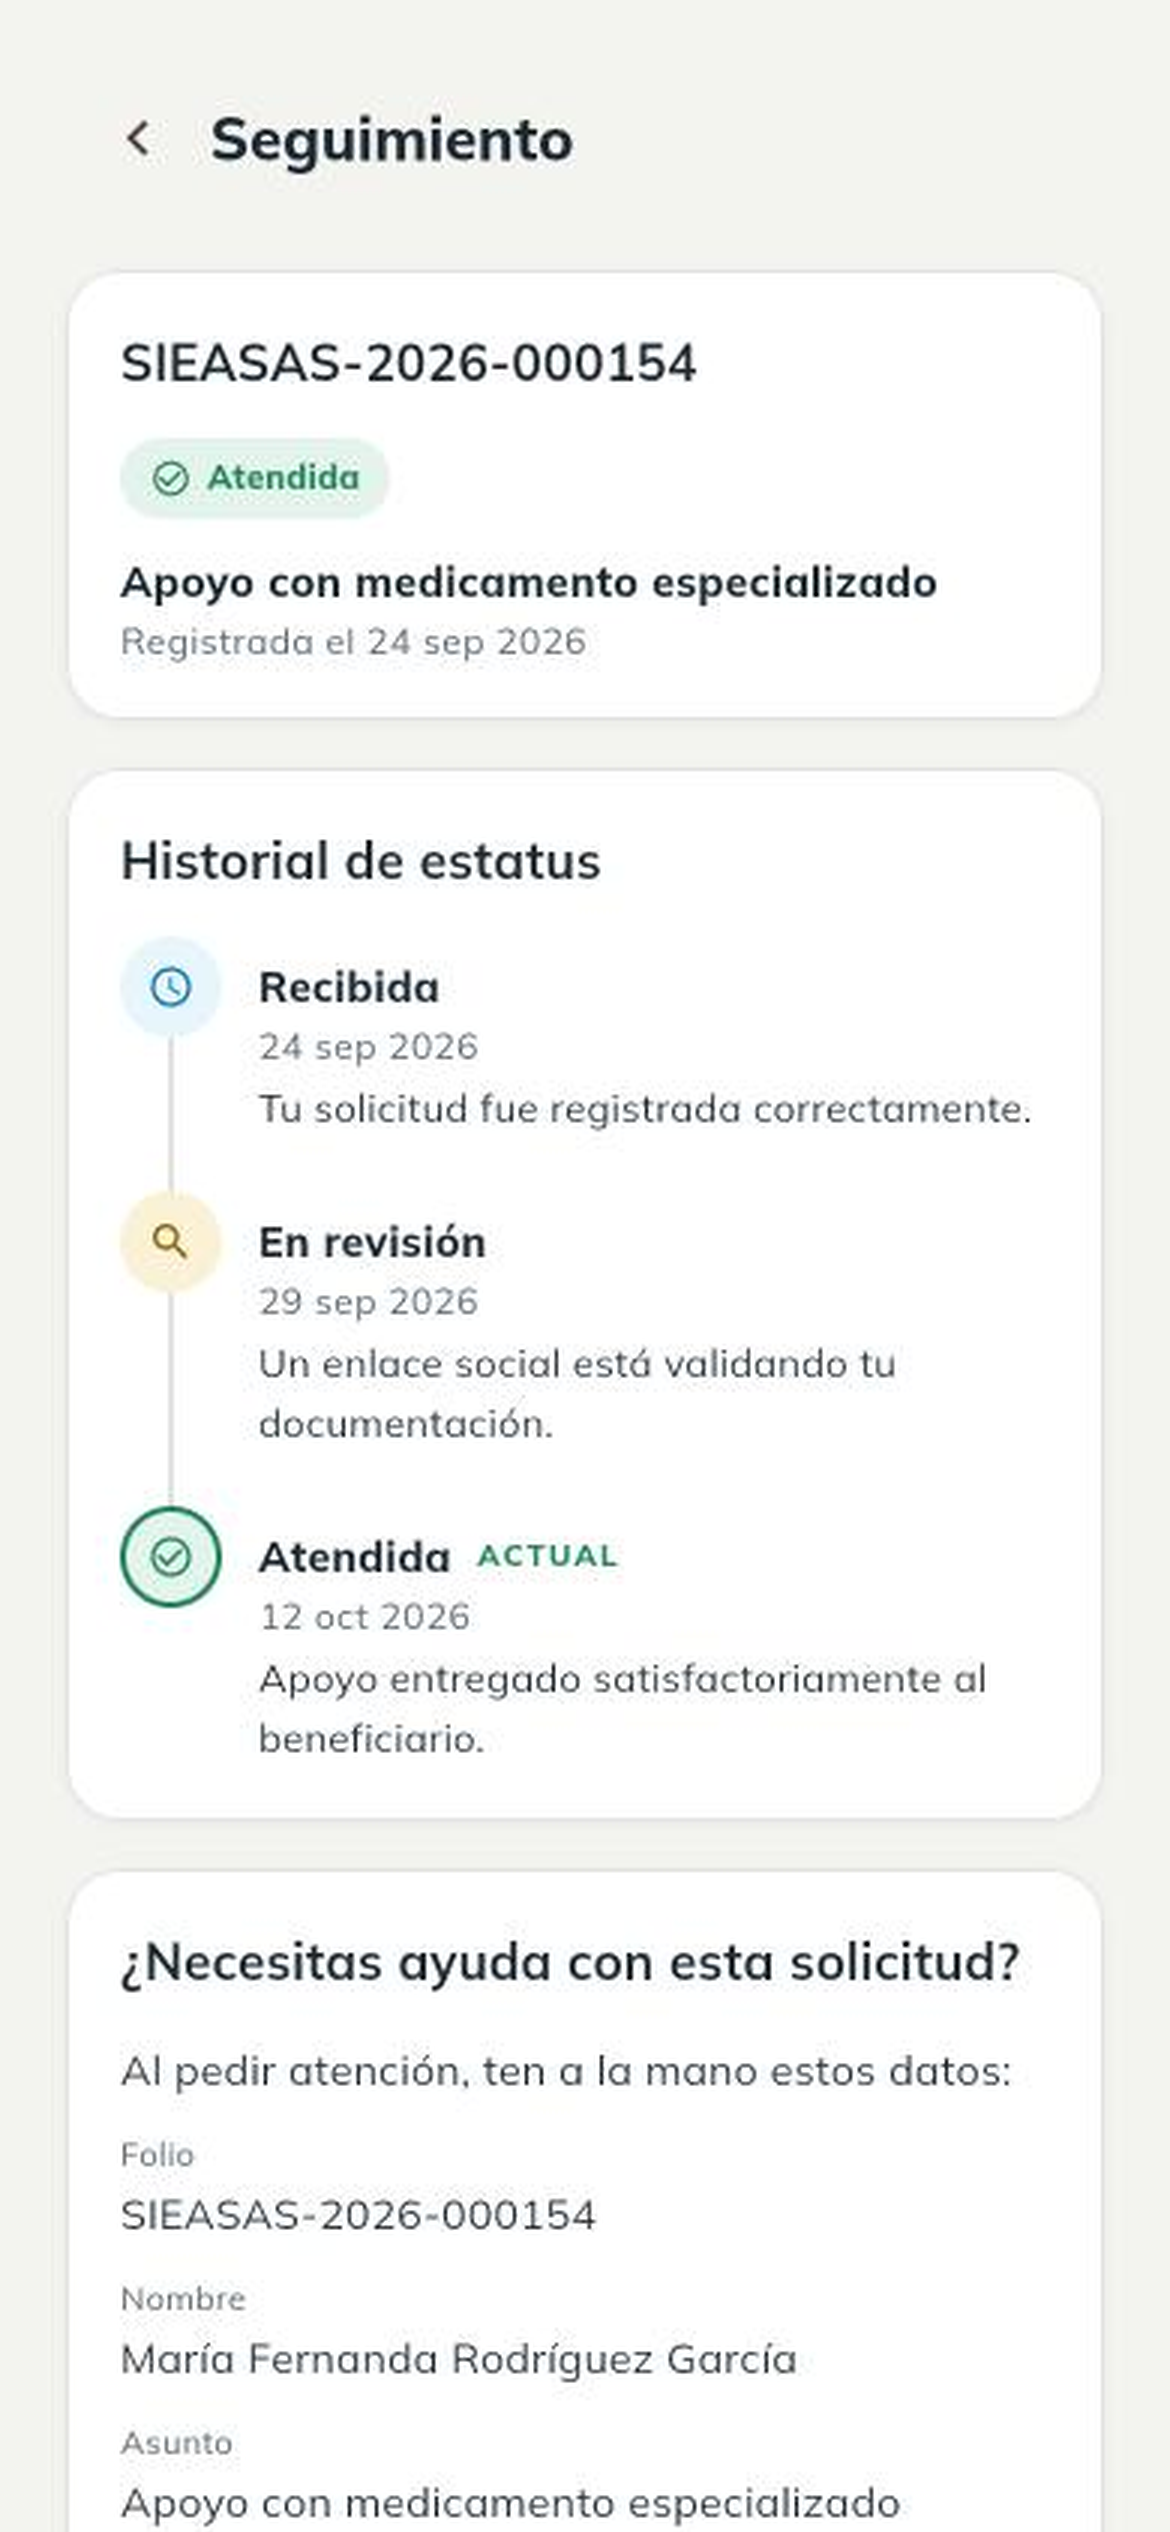 Seguimiento
SIEASAS-2026-000154
Atendida
Apoyo con medicamento especializado
Registrada el 24 sep 2026
Historial de estatus
Recibida
24 sep 2026
Tu solicitud fue registrada correctamente.
En revisión
29 sep 2026
Un enlace social está validando tu
documentación.
Atendida ACTUAL
12 oct 2026
Apoyo entregado satisfactoriamente al
beneficiario.
¿Necesitas ayuda con esta solicitud?
Al pedir atención, ten a la mano estos datos:
Folio
SIEASAS-2026-000154
Nombre
María Fernanda Rodríguez García
Asunto
Apoyo con medicamento especializado